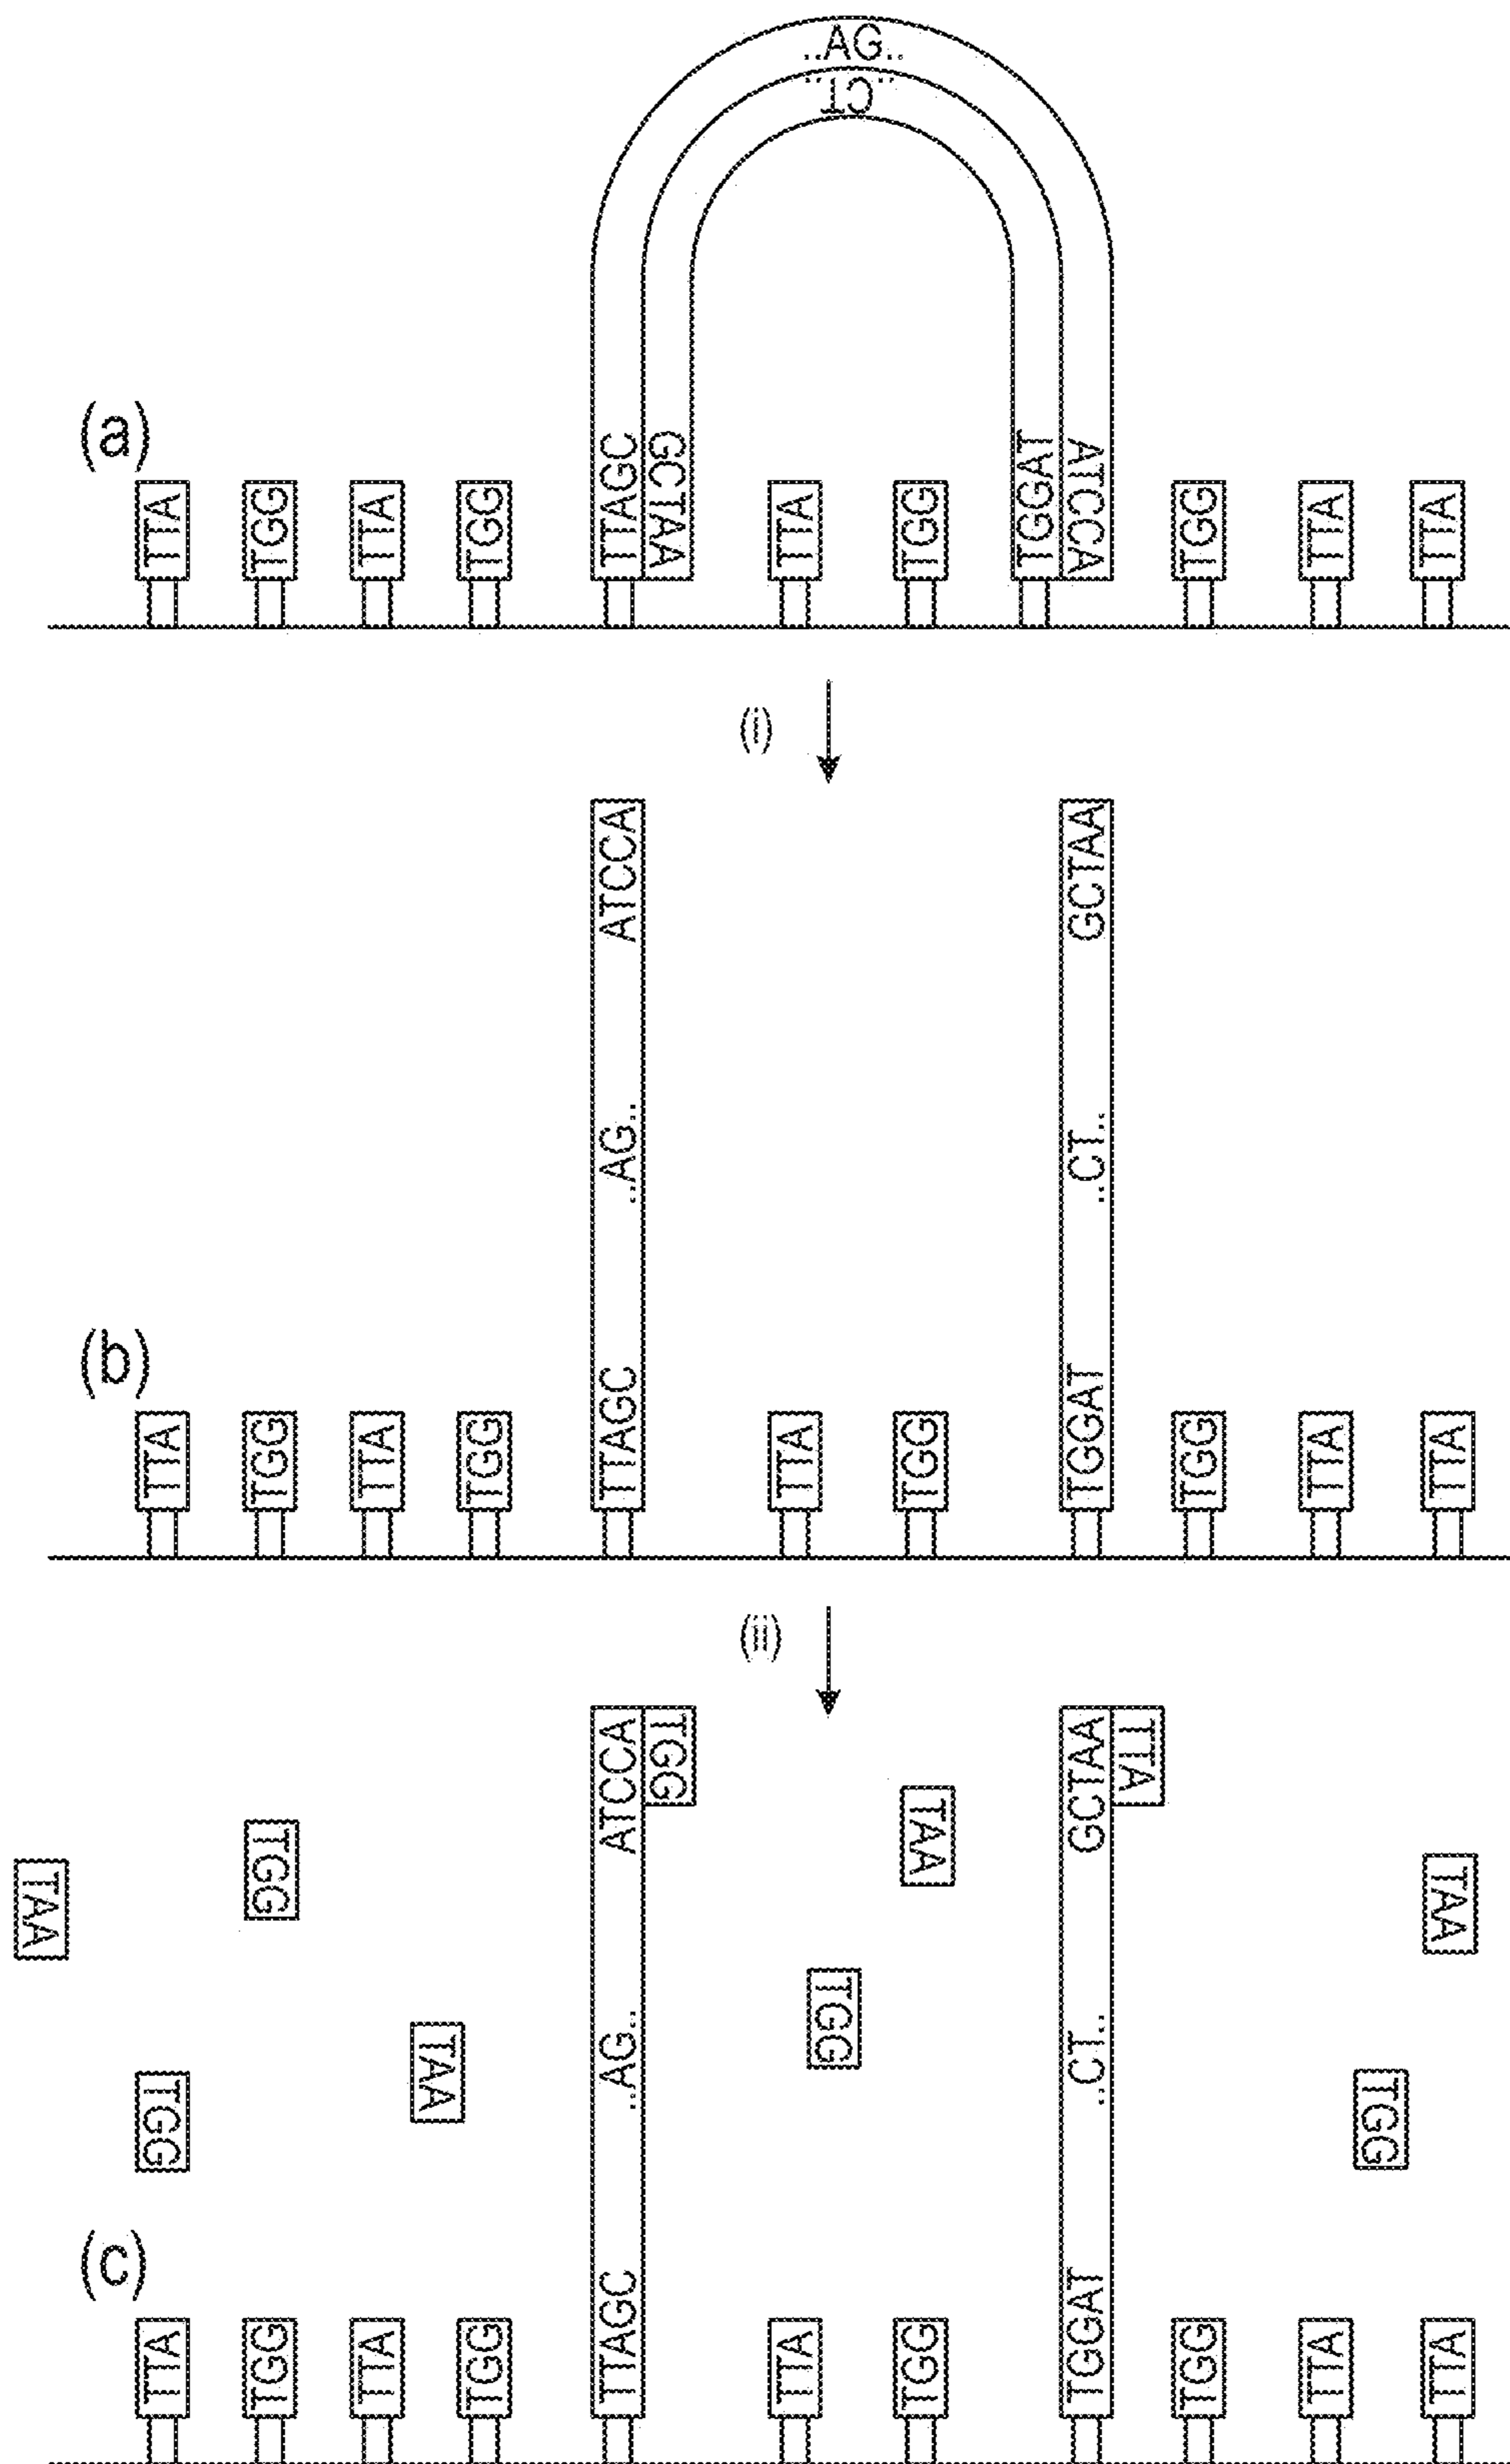 ..AG..
..CT..
(a)
TTA
TGG
TTA
TGG
TTAGC
GCTAA
TTA
TGG
TGGAT
ATCCA
TGG
TTA
TTA
(i)
ATCCA
GCTAA
..AG..
..CT..
(b)
TTA
TGG
TTA
TGG
TTAGC
TTA
TGG
TGGAT
TGG
TTA
TTA
(ii)
ATCCA
TGG
GCTAA
TTA
TAA
TGG
TAA
TAA
TGG
TAA
TGG
..AG..
..CT..
TGG
(c)
TTA
TGG
TTA
TGG
TTAGC
TTA
TGG
TGGAT
TGG
TTA
TTA